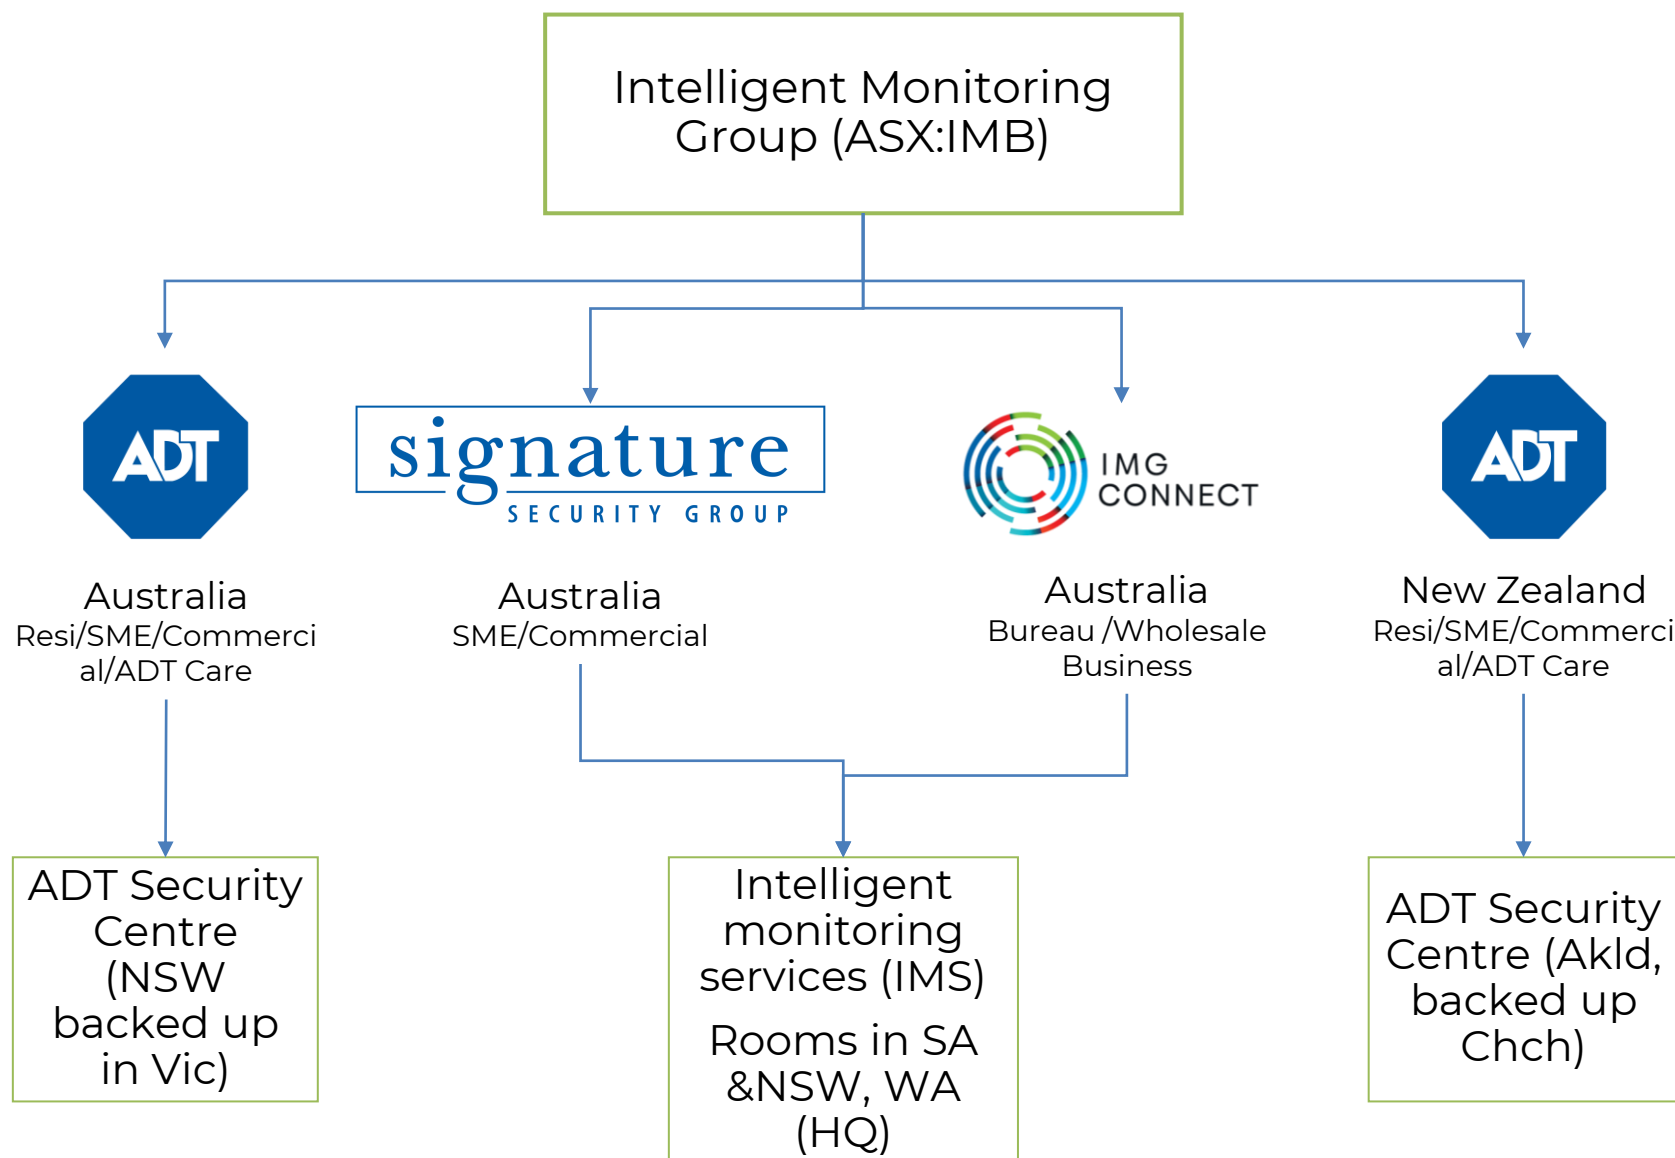 Intelligent Monitoring
Group (ASX:IMB)
ADT
signature
SECURITY GROUP
IMG
CONNECT
ADT
Australia
Resi/SME/Commerci
al/ADT Care
Australia
SME/Commercial
Australia
Bureau /Wholesale
Business
New Zealand
Resi/SME/Commerci
al/ADT Care
ADT Security
Centre
(NSW
backed up
in Vic)
Intelligent
monitoring
services (IMS)
Rooms in SA
&NSW, WA
(HQ)
ADT Security
Centre (Akld,
backed up
Chch)